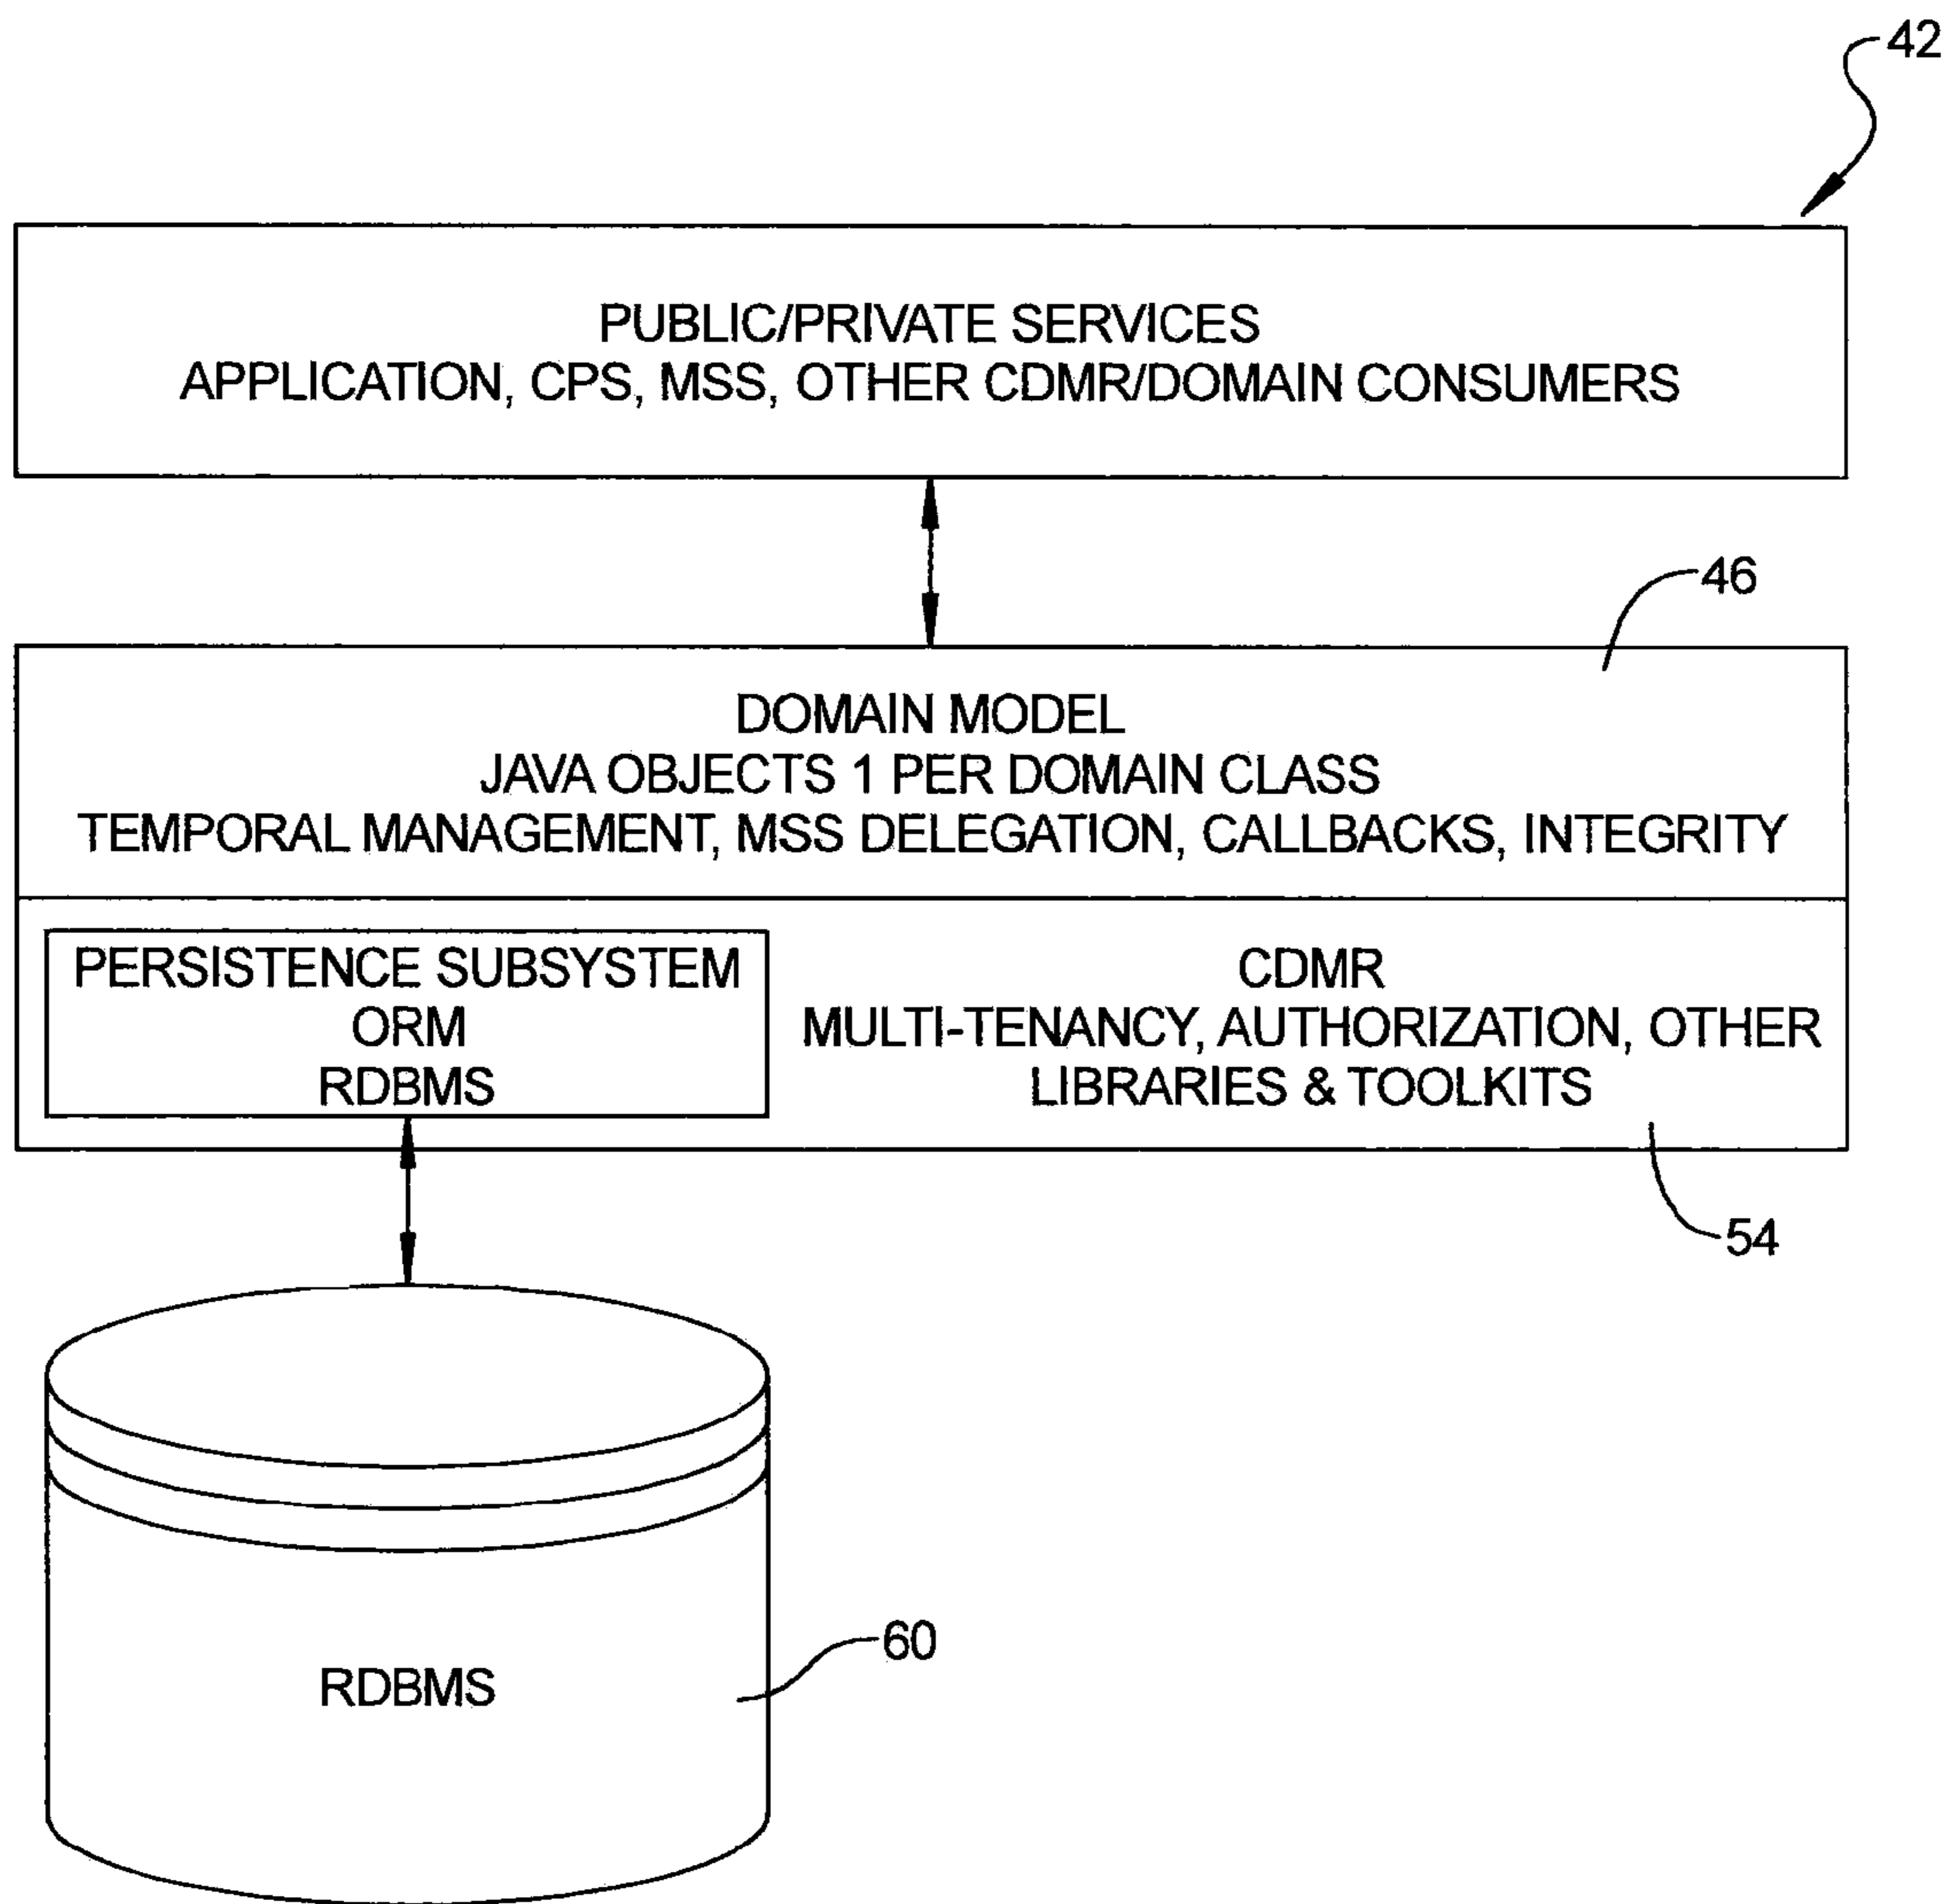 42
PUBLIC/PRIVATE SERVICES
APPLICATION, CPS, MSS, OTHER CDMR/DOMAIN CONSUMERS
46
DOMAIN MODEL
JAVA OBJECTS 1 PER DOMAIN CLASS
TEMPORAL MANAGEMENT, MSS DELEGATION, CALLBACKS, INTEGRITY
PERSISTENCE SUBSYSTEM
ORM
RDBMS
CDMR
MULTI-TENANCY, AUTHORIZATION, OTHER
LIBRARIES & TOOLKITS
54
60
RDBMS